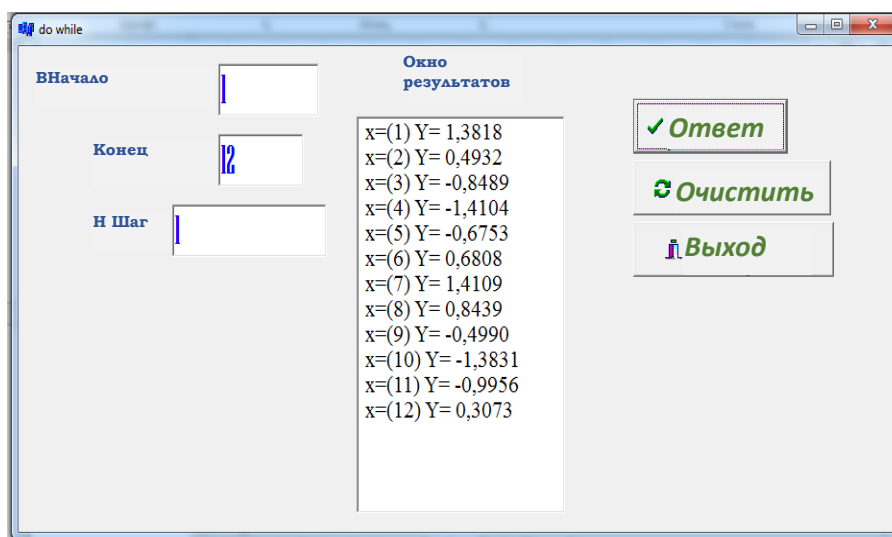 do while
ВНачало
1
Конец
12
Н Шаг
1
Окно
результатов
x=(1) Y= 1,3818
x=(2) Y= 0,4932
x=(3) Y= -0,8489
x=(4) Y= -1,4104
x=(5) Y= -0,6753
x=(6) Y= 0,6808
x=(7) Y= 1,4109
x=(8) Y= 0,8439
x=(9) Y= -0,4990
x=(10) Y= -1,3831
x=(11) Y= -0,9956
x=(12) Y= 0,3073
Ответ
Очистить
Выход